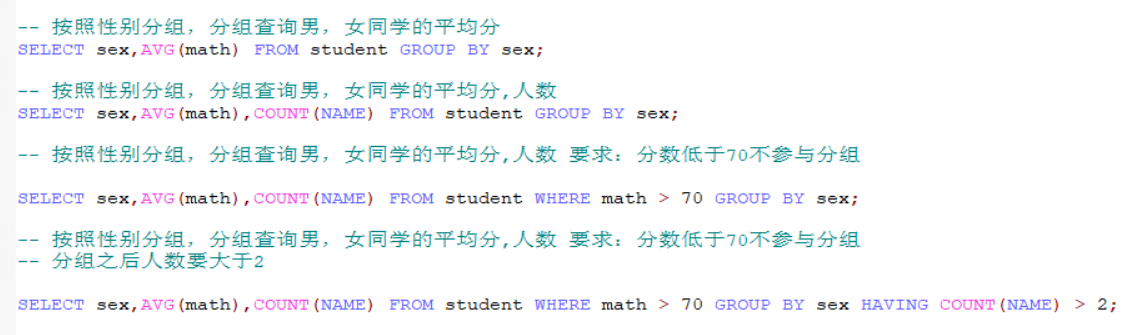 -- 按照性别分组，分组查询男，女同学的平均分
SELECT sex,AVG(math) FROM student GROUP BY sex;
-- 按照性别分组，分组查询男，女同学的平均分,人数
SELECT sex,AVG(math),COUNT(NAME) FROM student GROUP BY sex;
-- 按照性别分组，分组查询男，女同学的平均分,人数 要求：分数低于70不参与分组
SELECT sex,AVG(math),COUNT(NAME) FROM student WHERE math > 70 GROUP BY sex;
-- 按照性别分组，分组查询男，女同学的平均分,人数 要求：分数低于70不参与分组
-- 分组之后人数要大于2
SELECT sex,AVG(math),COUNT(NAME) FROM student WHERE math > 70 GROUP BY sex HAVING COUNT(NAME) > 2;